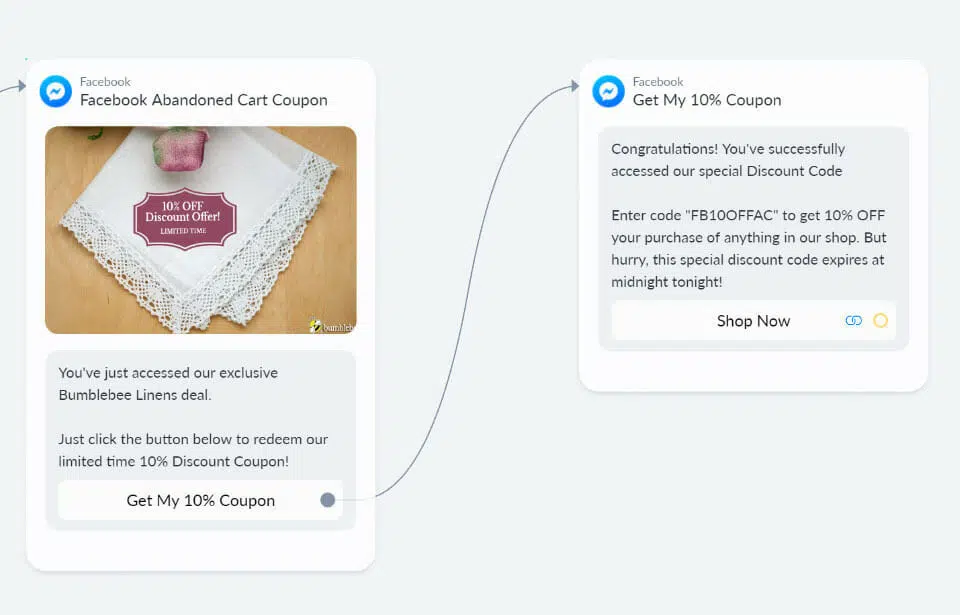 Facebook
Facebook Abandoned Cart Coupon
10% OFF
Discount Offer!
LIMITED TIME
bumbleb
You've just accessed our exclusive
Bumblebee Linens deal.
Just click the button below to redeem our
limited time 10% Discount Coupon!
Get My 10% Coupon
Facebook
Get My 10% Coupon
Congratulations! You've successfully
accessed our special Discount Code
Enter code "FB10OFFAC" to get 10% OFF
your purchase of anything in our shop. But
hurry, this special discount code expires at
midnight tonight!
Shop Now